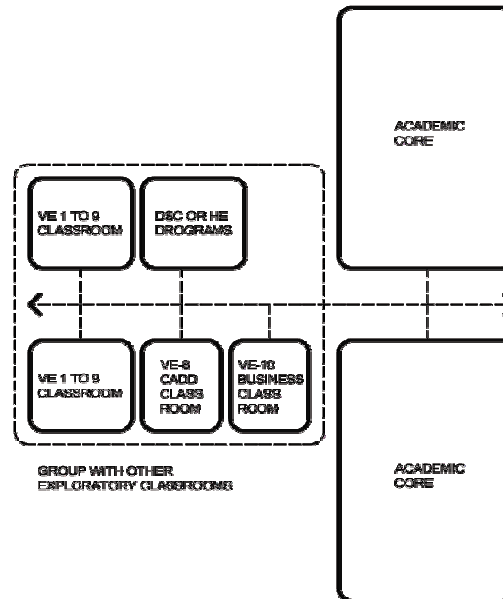 ACADEMIC
CORE
VE 1 TO 9
CLASSROOM
DSC OR HE
DROGRAMS
VE 1 TO 9
CLASSROOM
VE-8
CADD
CLASS
ROOM
VE-10
BUSINESS
CLASS
ROOM
GROUP WITH OTHER
EXPLORATORY CLASSROOMS
ACADEMIC
CORE